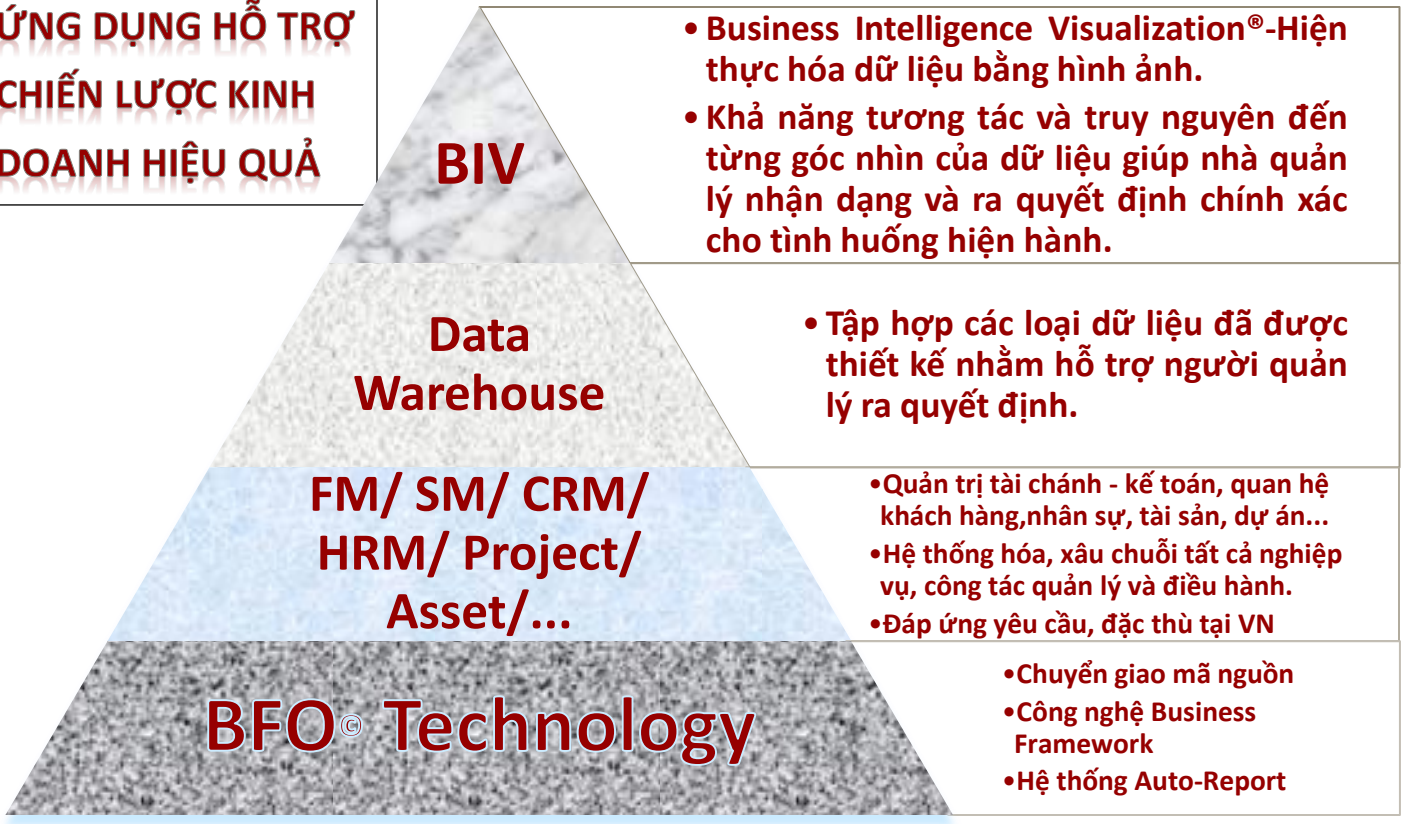 ỨNG DỤNG HỖ TRỢ
CHIẾN LƯỢC KINH
DOANH HIỆU QUẢ
BIV
• Business Intelligence Visualization®-Hiện
thực hóa dữ liệu bằng hình ảnh.
• Khả năng tương tác và truy nguyên đến
từng góc nhìn của dữ liệu giúp nhà quản
lý nhận dạng và ra quyết định chính xác
cho tình huống hiện hành.
Data
Warehouse
• Tập hợp các loại dữ liệu đã được
thiết kế nhằm hỗ trợ người quản
lý ra quyết định.
FM/ SM/ CRM/
HRM/ Project/
Asset/...
•Quản trị tài chánh - kế toán, quan hệ
khách hàng,nhân sự, tài sản, dự án...
•Hệ thống hóa, xâu chuỗi tất cả nghiệp
vụ, công tác quản lý và điều hành.
•Đáp ứng yêu cầu, đặc thù tại VN
BFO© Technology
•Chuyển giao mã nguồn
•Công nghệ Business
Framework
•Hệ thống Auto-Report